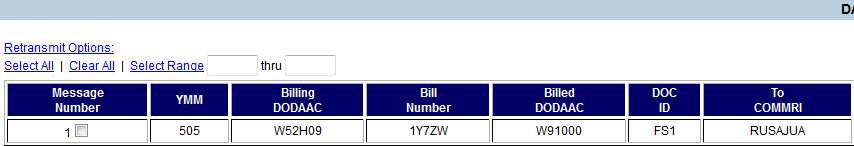 DA
Retransmit Options:
Select All | Clear All | Select Range thru
Message Number YMM Billing DODAAC Bill Number Billed DODAAC DOC ID To COMMRI
1 505 W52H09 1Y7ZW W91000 FS1 RUSAJUA